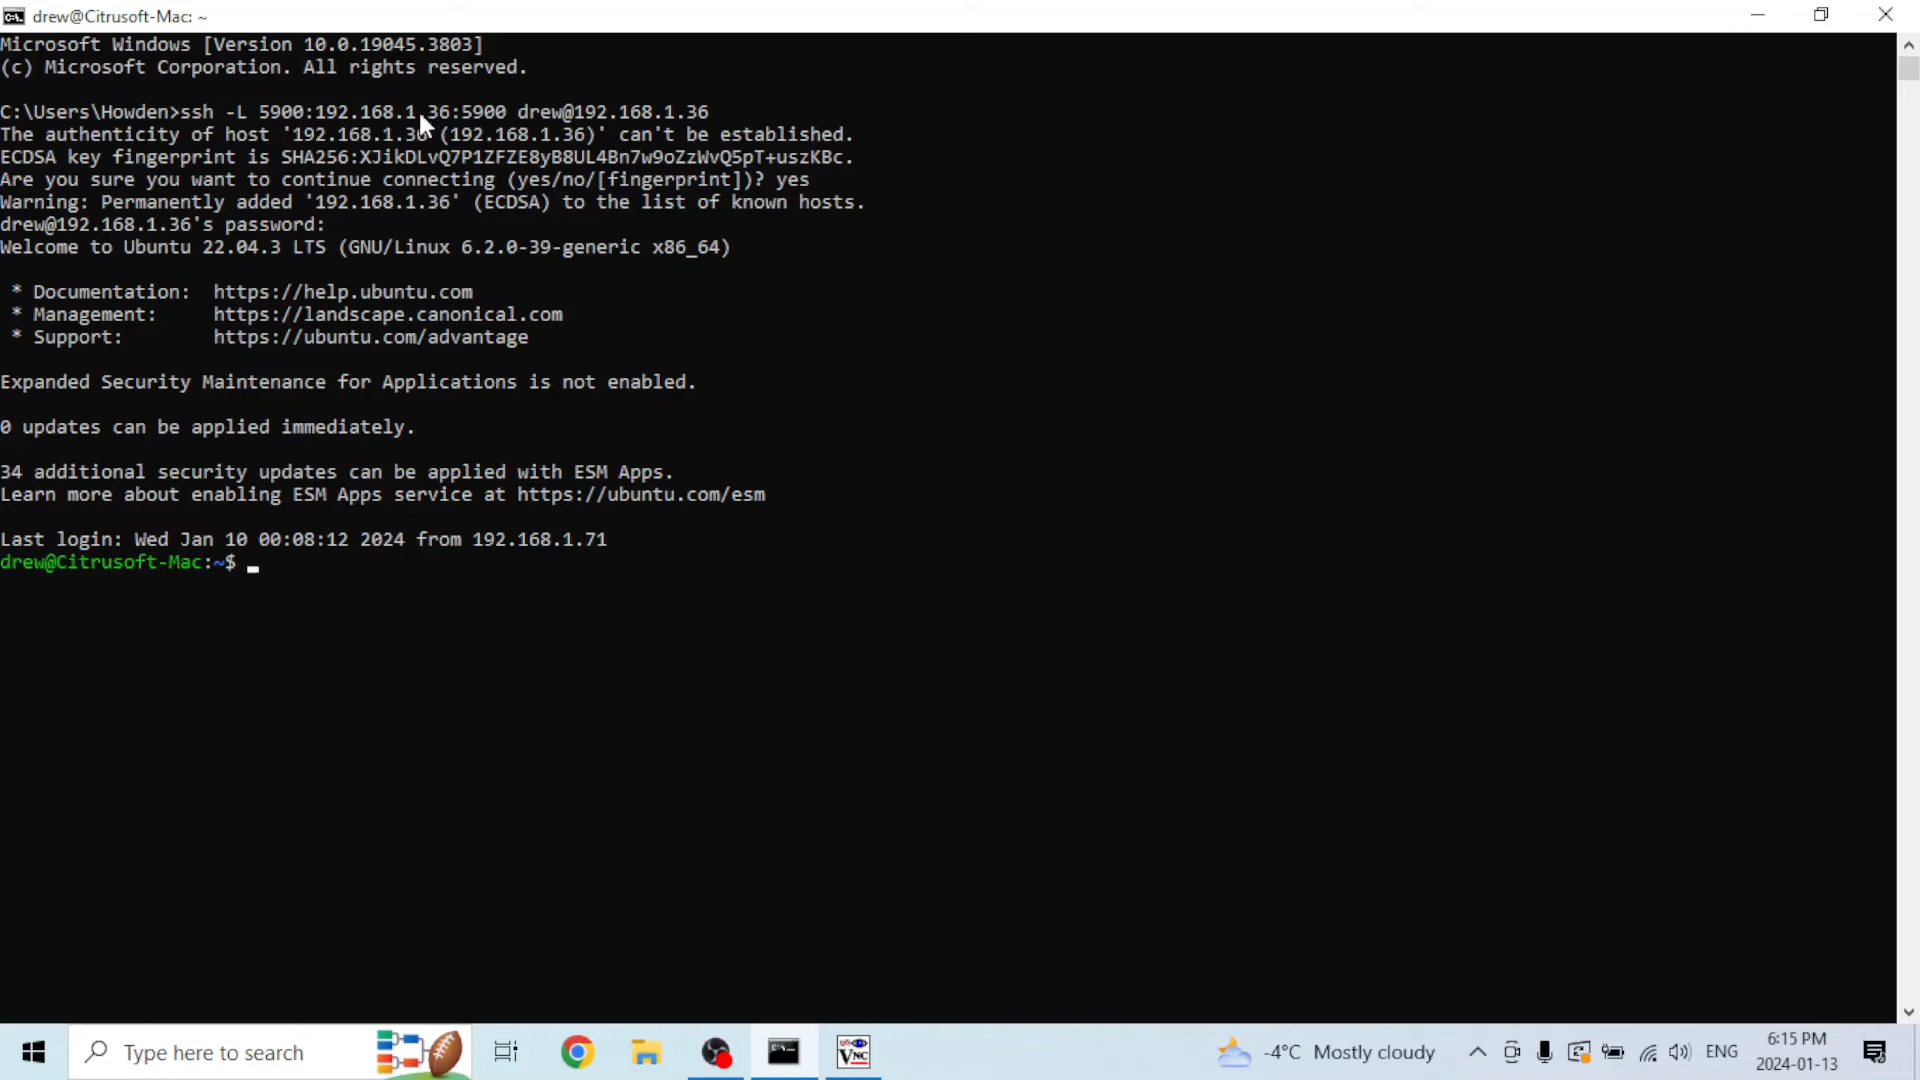 drew@Citrusoft-Mac: ~
Microsoft Windows [Version 10.0.19045.3803]
(c) Microsoft Corporation. All rights reserved.
C:\Users\Howden>ssh -L 5900:192.168.1.36:5900 drew@192.168.1.36
The authenticity of host '192.168.1.36 (192.168.1.36)' can't be established.
ECDSA key fingerprint is SHA256:XJikDLvQ7P1ZFZE8yB8UL4Bn7w9oZzWvQ5pT+uszKBc.
Are you sure you want to continue connecting (yes/no/[fingerprint])? yes
Warning: Permanently added '192.168.1.36' (ECDSA) to the list of known hosts.
drew@192.168.1.36's password:
Welcome to Ubuntu 22.04.3 LTS (GNU/Linux 6.2.0-39-generic x86_64)
* Documentation: https://help.ubuntu.com
* Management: https://landscape.canonical.com
* Support: https://ubuntu.com/advantage
Expanded Security Maintenance for Applications is not enabled.
0 updates can be applied immediately.
34 additional security updates can be applied with ESM Apps.
Learn more about enabling ESM Apps service at https://ubuntu.com/esm
Last login: Wed Jan 10 00:08:12 2024 from 192.168.1.71
drew@Citrusoft-Mac:~$
Type here to search
VNC
-4°C Mostly cloudy
ENG
6:15 PM
2024-01-13